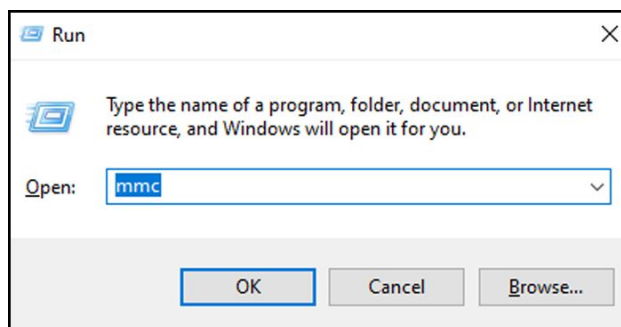 Run
Type the name of a program, folder, document, or Internet
resource, and Windows will open it for you.
Open: mmc
OK Cancel Browse...